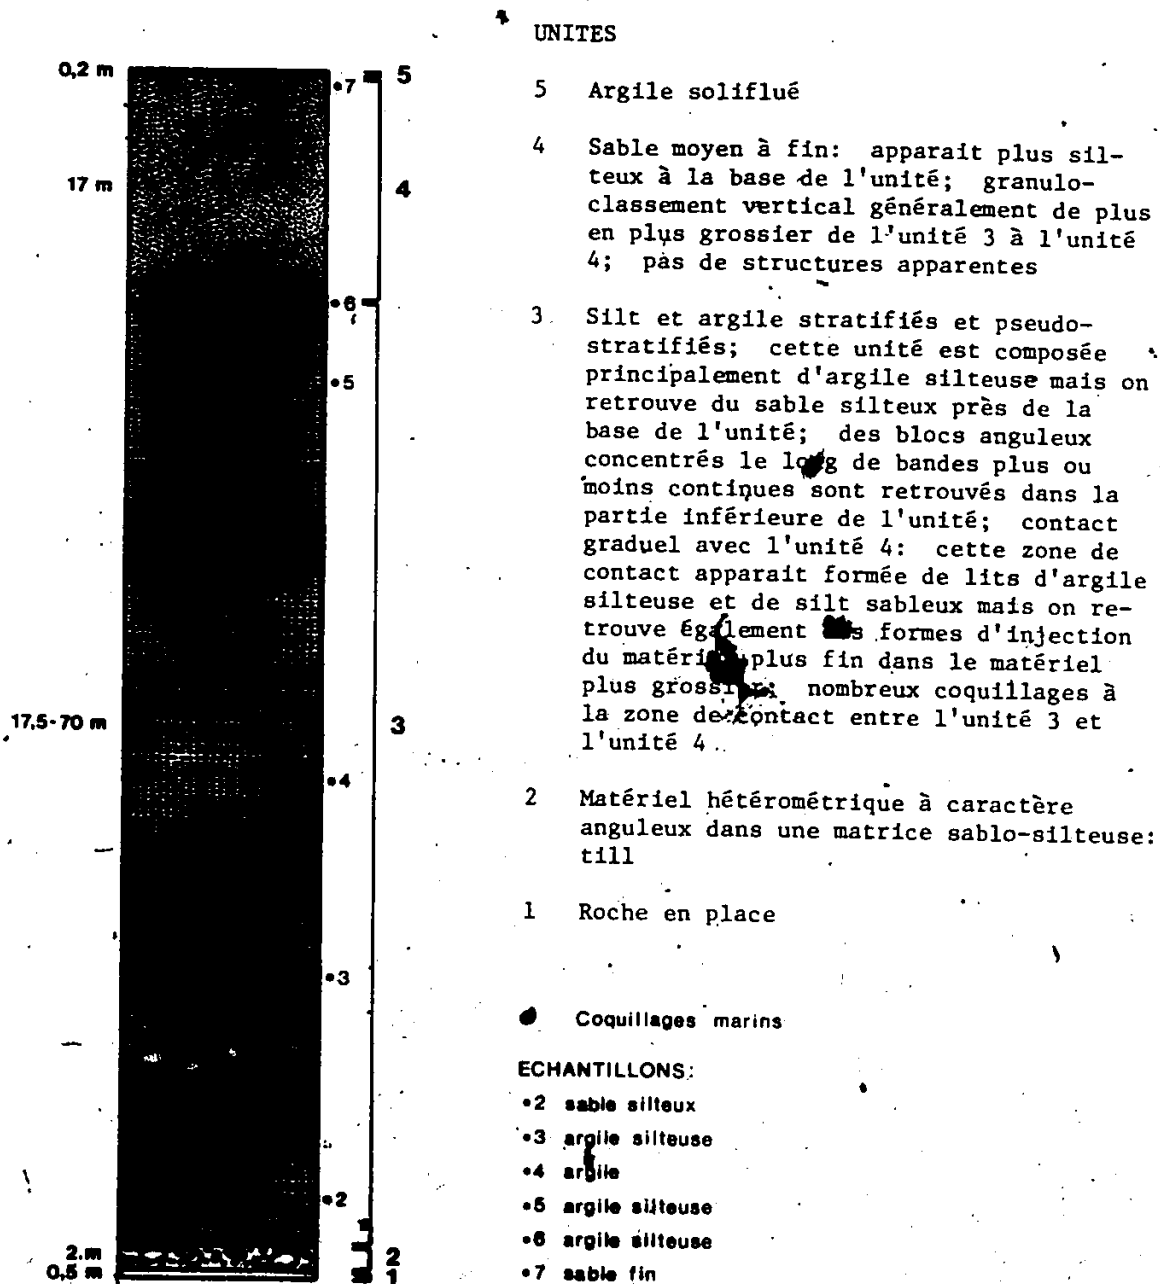 UNITES
0,2 m
•7
5
5 Argile soliflué
4 Sable moyen à fin: apparait plus sil-
teux à la base de l'unité; granulo-
classement vertical généralement de plus
en plus grossier de l'unité 3 à l'unité
4; pas de structures apparentes
17 m
4
•6
3 Silt et argile stratifiés et pseudo-
stratifiés; cette unité est composée
principalement d'argile silteuse mais on
retrouve du sable silteux près de la
base de l'unité; des blocs anguleux
concentrés le long de bandes plus ou
moins continues sont retrouvés dans la
partie inférieure de l'unité; contact
graduel avec l'unité 4: cette zone de
contact apparait formée de lits d'argile
silteuse et de silt sableux mais on re-
trouve également formes d'injection
du matériel plus fin dans le matériel
plus grossier; nombreux coquillages à
la zone de contact entre l'unité 3 et
l'unité 4
•5
17.5-70 m
3
•4
2 Matériel hétérométrique à caractère
anguleux dans une matrice sablo-silteuse:
till
1 Roche en place
•3
•2
2 m
2
0,5 m
1
Coquillages marins
ECHANTILLONS:
•2 sable silteux
•3 argile silteuse
•4 argile
•5 argile silteuse
•6 argile silteuse
•7 sable fin